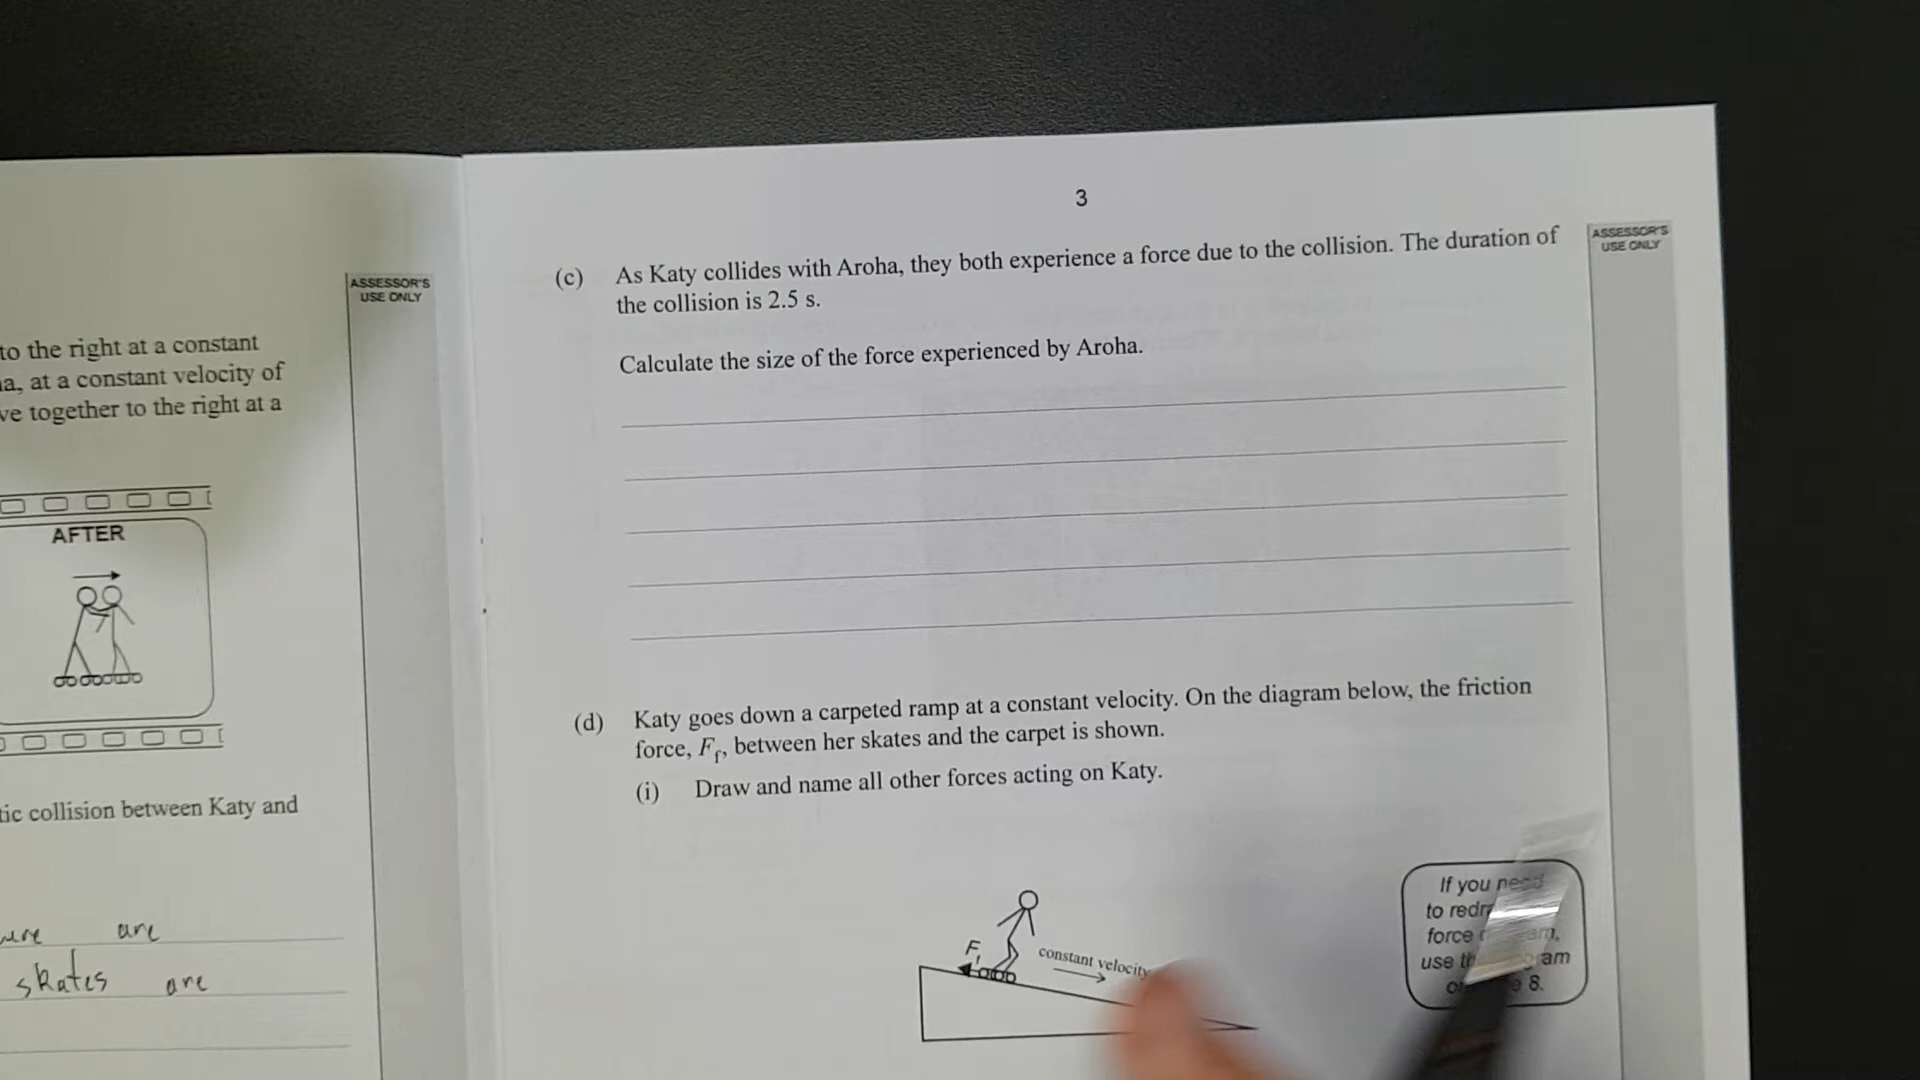 ASSESSOR'S
USE ONLY
to the right at a constant
at a constant velocity of
together to the right at a
AFTER
collision between Katy and
are
skates are
3
ASSESSOR'S
USE ONLY
(c) As Katy collides with Aroha, they both experience a force due to the collision. The duration of
the collision is 2.5 s.
Calculate the size of the force experienced by Aroha.
(d) Katy goes down a carpeted ramp at a constant velocity. On the diagram below, the friction
force, Ff, between her skates and the carpet is shown.
(i) Draw and name all other forces acting on Katy.
Ff
constant velocity
If you need
to
force
use
8.